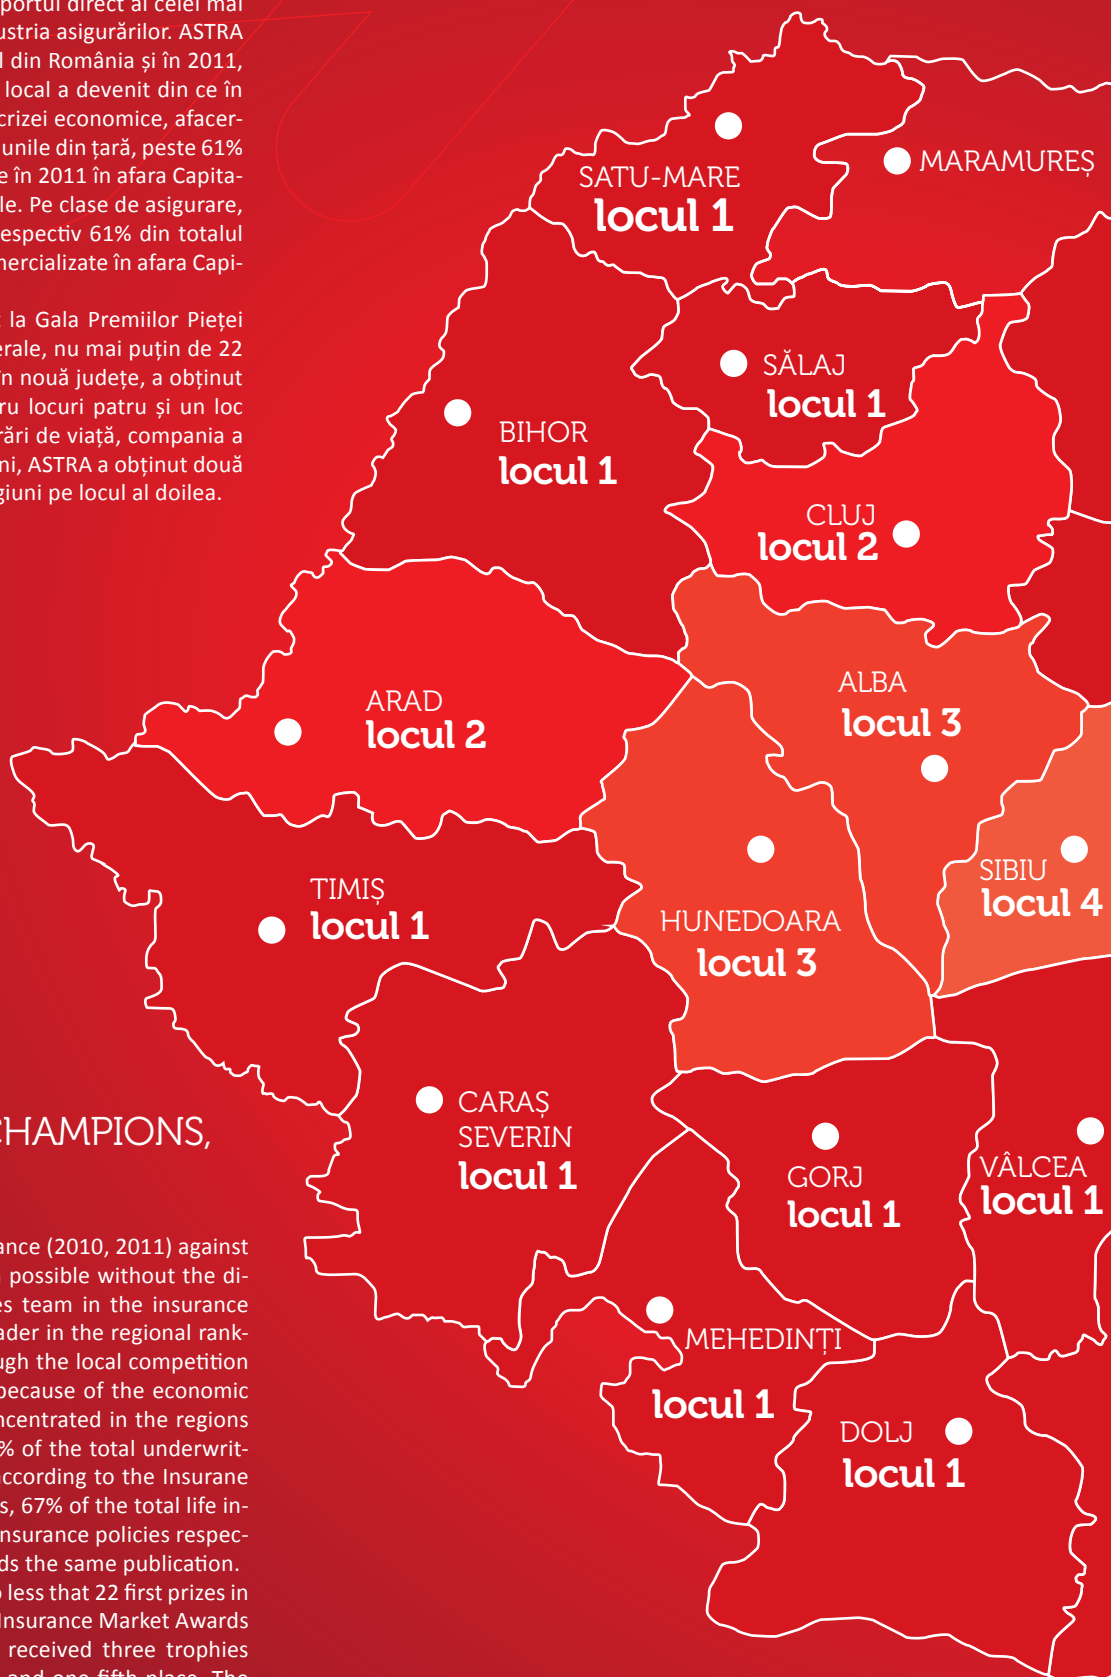 portul direct al celei mai
ustria asigurărilor. ASTRA
din România și în 2011,
local a devenit din ce în
crizei economice, afacer-
unile din țară, peste 61%
e în 2011 în afara Capita-
le. Pe clase de asigurare,
espectiv 61% din totalul
mercializate în afara Capi-
la Gala Premiilor Pieței
erale, nu mai puțin de 22
în nouă județe, a obținut
ru locuri patru și un loc
rări de viață, compania a
ni, ASTRA a obținut două
giuni pe locul al doilea.
SATU-MARE
locul 1
MARAMUREȘ
SĂLAJ
locul 1
BIHOR
locul 1
CLUJ
locul 2
ARAD
locul 2
ALBA
locul 3
SIBIU
locul 4
TIMIȘ
locul 1
HUNEDOARA
locul 3
CARAȘ
SEVERIN
locul 1
GORJ
locul 1
VÂLCEA
locul 1
MEHEDINȚI
locul 1
DOLJ
locul 1
CHAMPIONS,
ance (2010, 2011) against
possible without the di-
es team in the insurance
ader in the regional rank-
ugh the local competition
because of the economic
ncentrated in the regions
% of the total underwrit-
according to the Insurane
s, 67% of the total life in-
nsurance policies respec-
ds the same publication.
o less that 22 first prizes in
Insurance Market Awards
received three trophies
and one fifth place. The